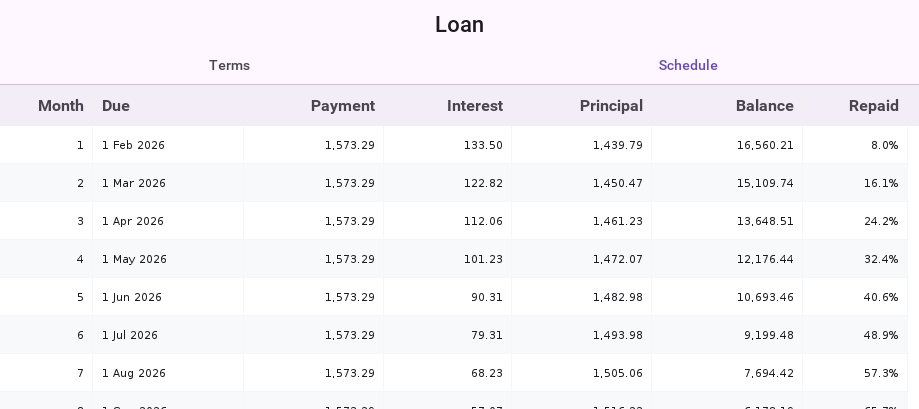 Loan
Terms Schedule
Month Due Payment Interest Principal Balance Repaid
1 1 Feb 2026 1,573.29 133.50 1,439.79 16,560.21 8.0%
2 1 Mar 2026 1,573.29 122.82 1,450.47 15,109.74 16.1%
3 1 Apr 2026 1,573.29 112.06 1,461.23 13,648.51 24.2%
4 1 May 2026 1,573.29 101.23 1,472.07 12,176.44 32.4%
5 1 Jun 2026 1,573.29 90.31 1,482.98 10,693.46 40.6%
6 1 Jul 2026 1,573.29 79.31 1,493.98 9,199.48 48.9%
7 1 Aug 2026 1,573.29 68.23 1,505.06 7,694.42 57.3%